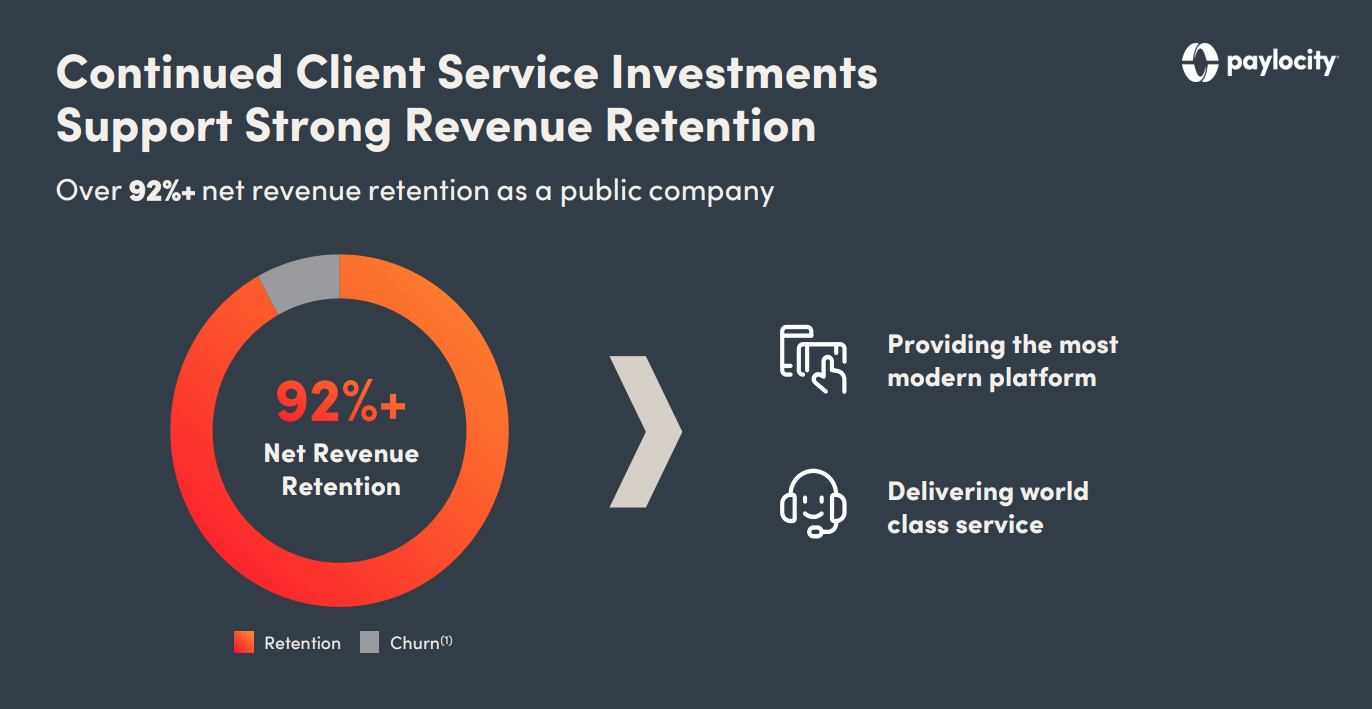 Continued Client Service Investments
Support Strong Revenue Retention
paylocity
Over 92%+ net revenue retention as a public company
92%+
Net Revenue
Retention
Providing the most
modern platform
Delivering world
class service
Retention
Churn(1)